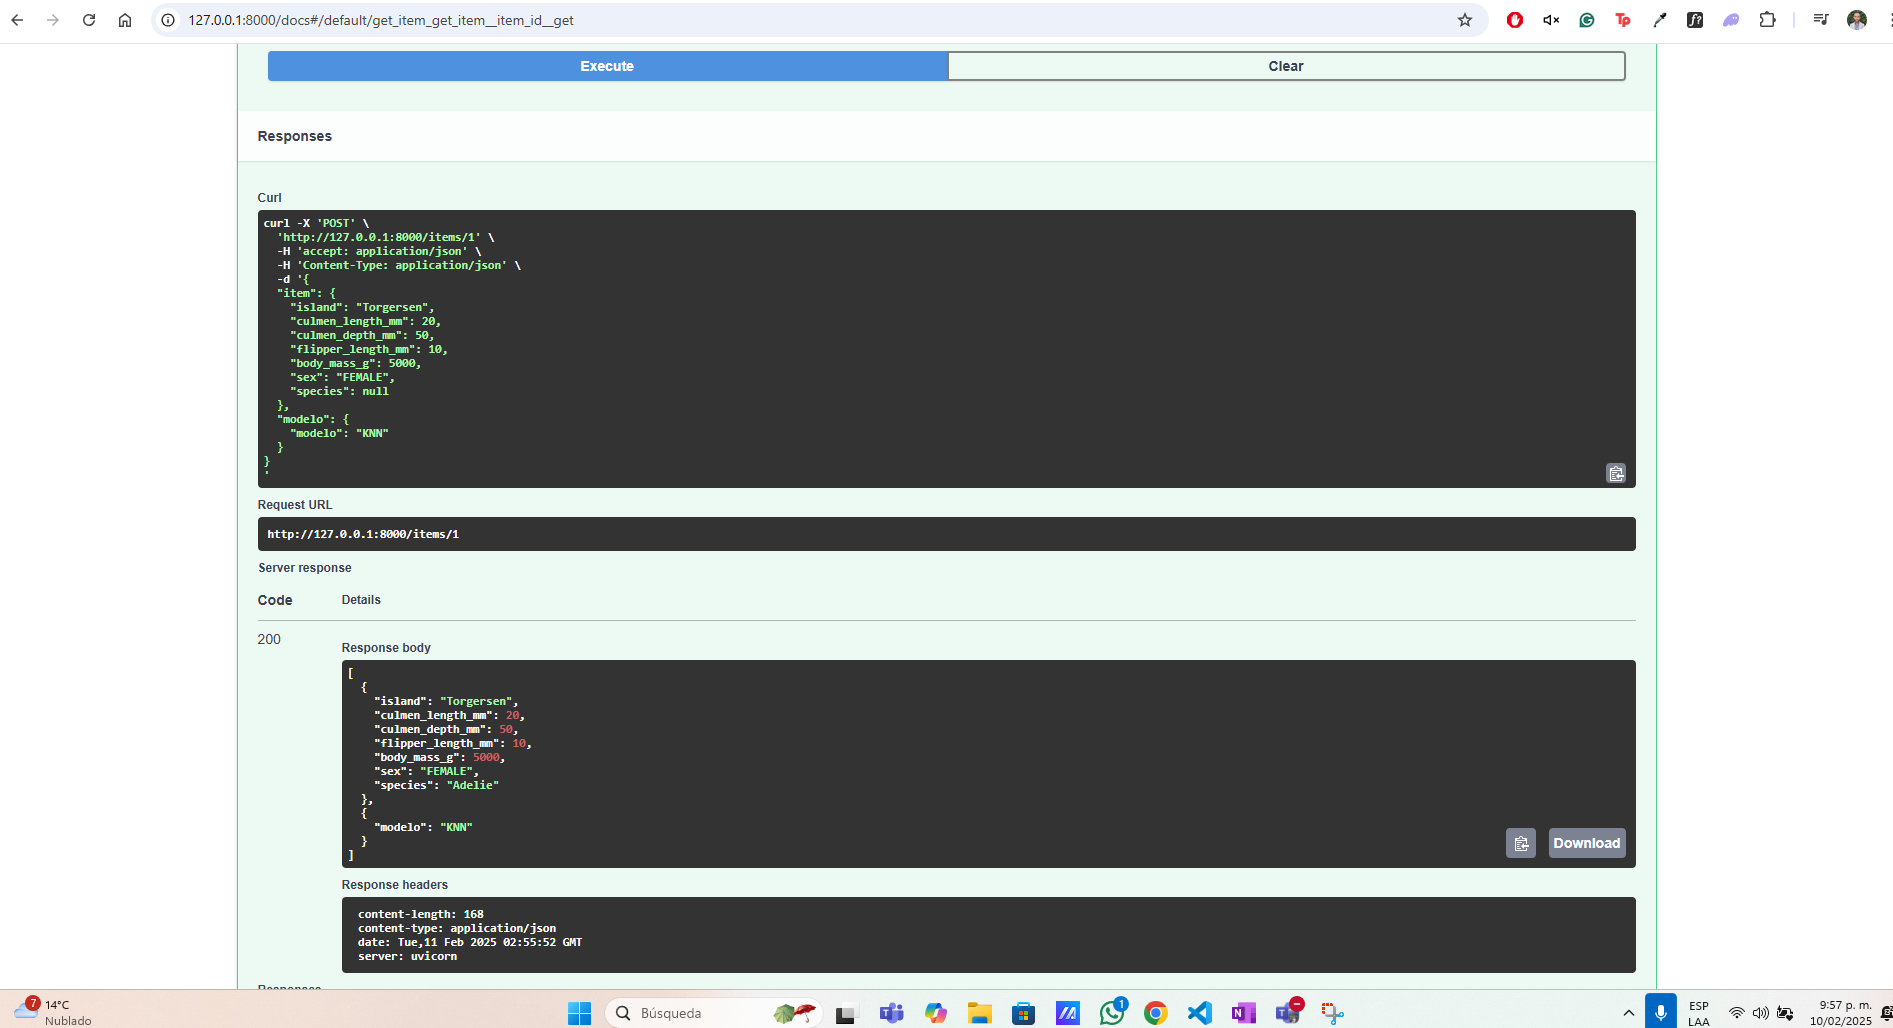 127.0.0.1:8000/docs#/default/get_item_get_item__item_id__get
Execute
Clear
Responses
Curl
curl -X 'POST' \
'http://127.0.0.1:8000/items/1' \
-H 'accept: application/json' \
-H 'Content-Type: application/json' \
-d '{
"item": {
"island": "Torgersen",
"culmen_length_mm": 20,
"culmen_depth_mm": 50,
"flipper_length_mm": 10,
"body_mass_g": 5000,
"sex": "FEMALE",
"species": null
},
"modelo": {
"modelo": "KNN"
}
}
'
Request URL
http://127.0.0.1:8000/items/1
Server response
Code
Details
200
Response body
[
{
"island": "Torgersen",
"culmen_length_mm": 20,
"culmen_depth_mm": 50,
"flipper_length_mm": 10,
"body_mass_g": 5000,
"sex": "FEMALE",
"species": "Adelie"
},
{
"modelo": "KNN"
}
]
Download
Response headers
content-length: 168
content-type: application/json
date: Tue,11 Feb 2025 02:55:52 GMT
server: uvicorn
Responses
7
14°C
Nublado
Búsqueda
1
ESP
LAA
9:57 p. m.
10/02/2025